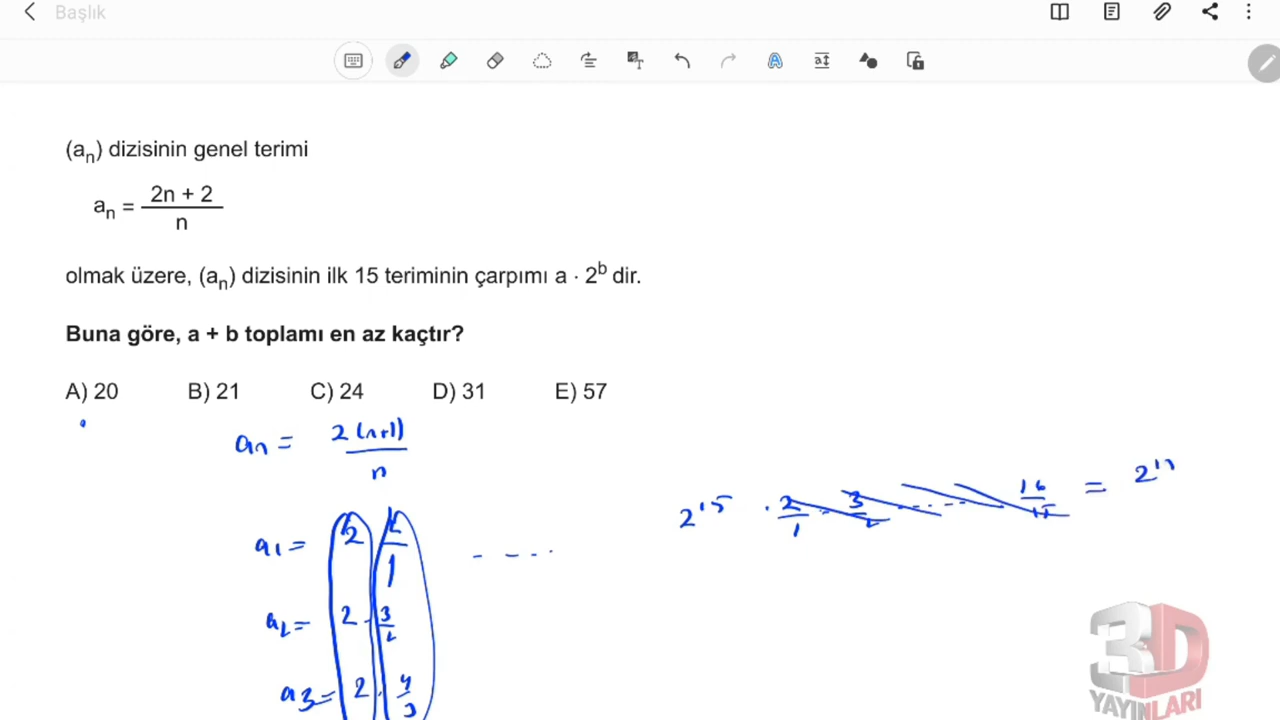 Başlık
(aₙ) dizisinin genel terimi
aₙ = (2n + 2)/n
olmak üzere, (aₙ) dizisinin ilk 15 teriminin çarpımı a · 2ᵇ dir.
Buna göre, a + b toplamı en az kaçtır?
A) 20 B) 21 C) 24 D) 31 E) 57
an = 2(n+1)/n
a1 = 2 · 2/1 - - - -
a2 = 2 · 3/2
a3 = 2 · 4/3
2¹⁵ · 2/1 · 3/2 - - - - 16/15 =
3D
YAYINLARI